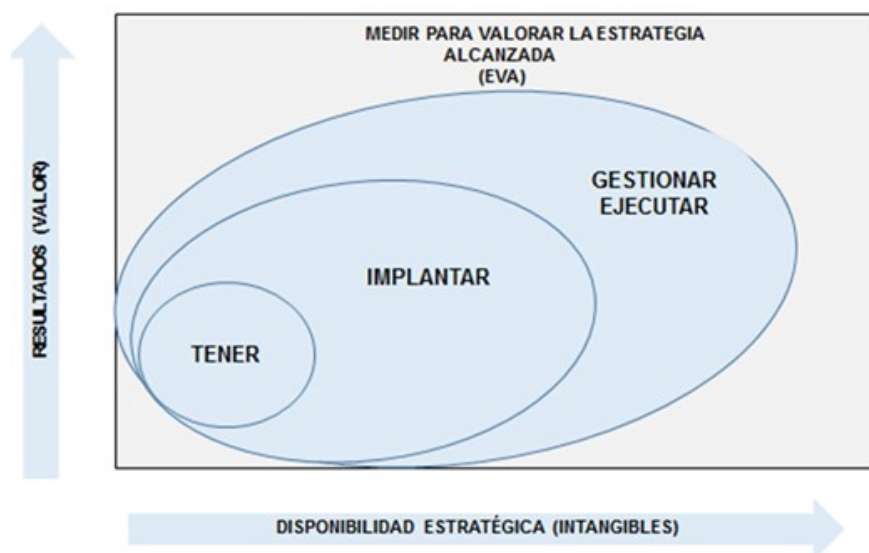 MEDIR PARA VALORAR LA ESTRATEGIA
ALCANZADA
(EVA)
GESTIONAR
EJECUTAR
IMPLANTAR
TENER
RESULTADOS (VALOR)
DISPONIBILIDAD ESTRATÉGICA (INTANGIBLES)